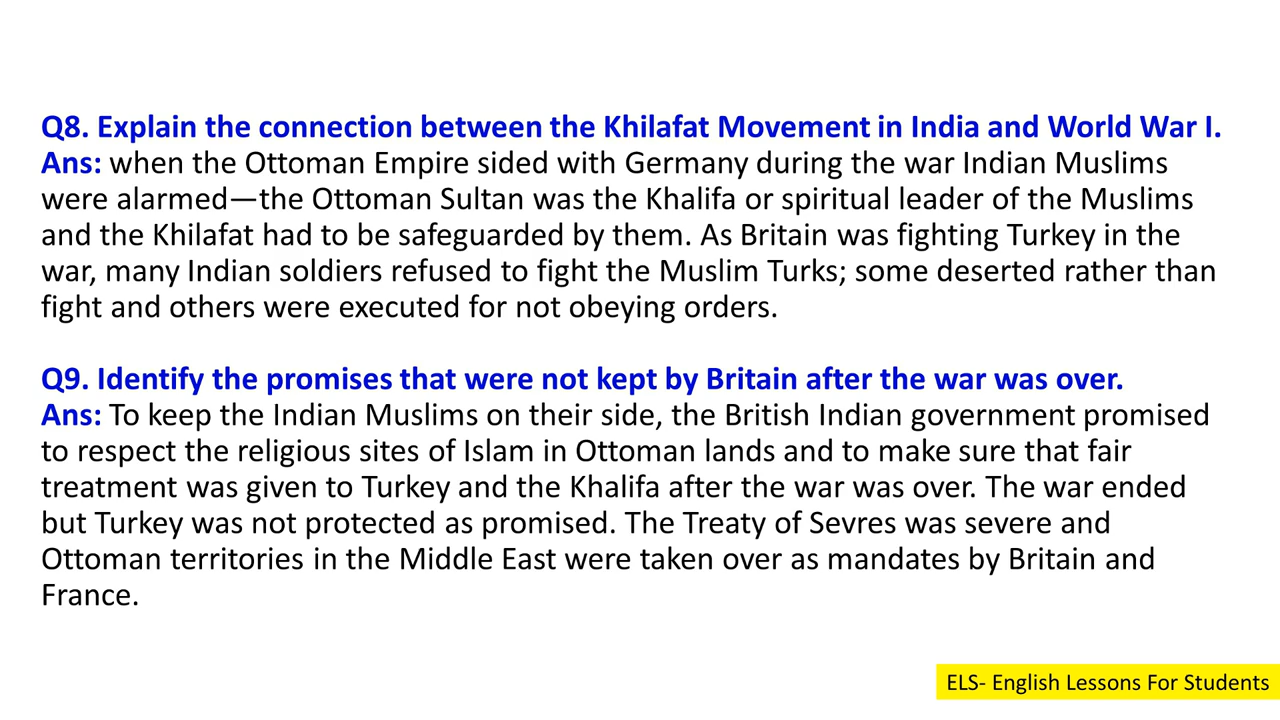 Q8. Explain the connection between the Khilafat Movement in India and World War I.
Ans: when the Ottoman Empire sided with Germany during the war Indian Muslims
were alarmed—the Ottoman Sultan was the Khalifa or spiritual leader of the Muslims
and the Khilafat had to be safeguarded by them. As Britain was fighting Turkey in the
war, many Indian soldiers refused to fight the Muslim Turks; some deserted rather than
fight and others were executed for not obeying orders.
Q9. Identify the promises that were not kept by Britain after the war was over.
Ans: To keep the Indian Muslims on their side, the British Indian government promised
to respect the religious sites of Islam in Ottoman lands and to make sure that fair
treatment was given to Turkey and the Khalifa after the war was over. The war ended
but Turkey was not protected as promised. The Treaty of Sevres was severe and
Ottoman territories in the Middle East were taken over as mandates by Britain and
France.
ELS- English Lessons For Students